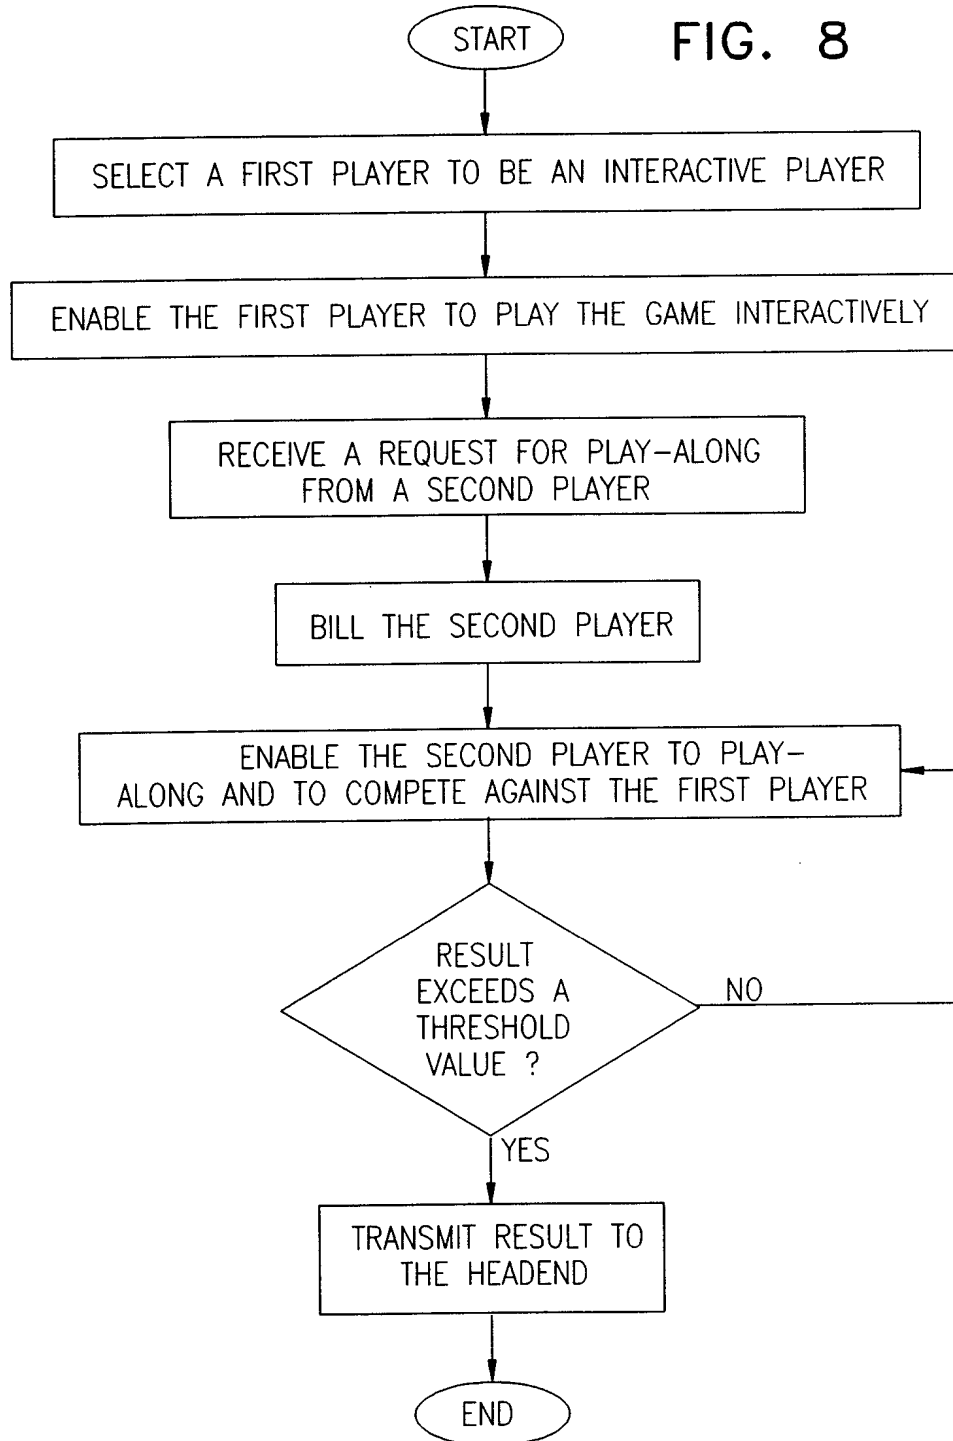 START
FIG. 8
SELECT A FIRST PLAYER TO BE AN INTERACTIVE PLAYER
ENABLE THE FIRST PLAYER TO PLAY THE GAME INTERACTIVELY
RECEIVE A REQUEST FOR PLAY-ALONG
FROM A SECOND PLAYER
BILL THE SECOND PLAYER
ENABLE THE SECOND PLAYER TO PLAY-
ALONG AND TO COMPETE AGAINST THE FIRST PLAYER
RESULT
EXCEEDS A
THRESHOLD
VALUE ?
NO
YES
TRANSMIT RESULT TO
THE HEADEND
END